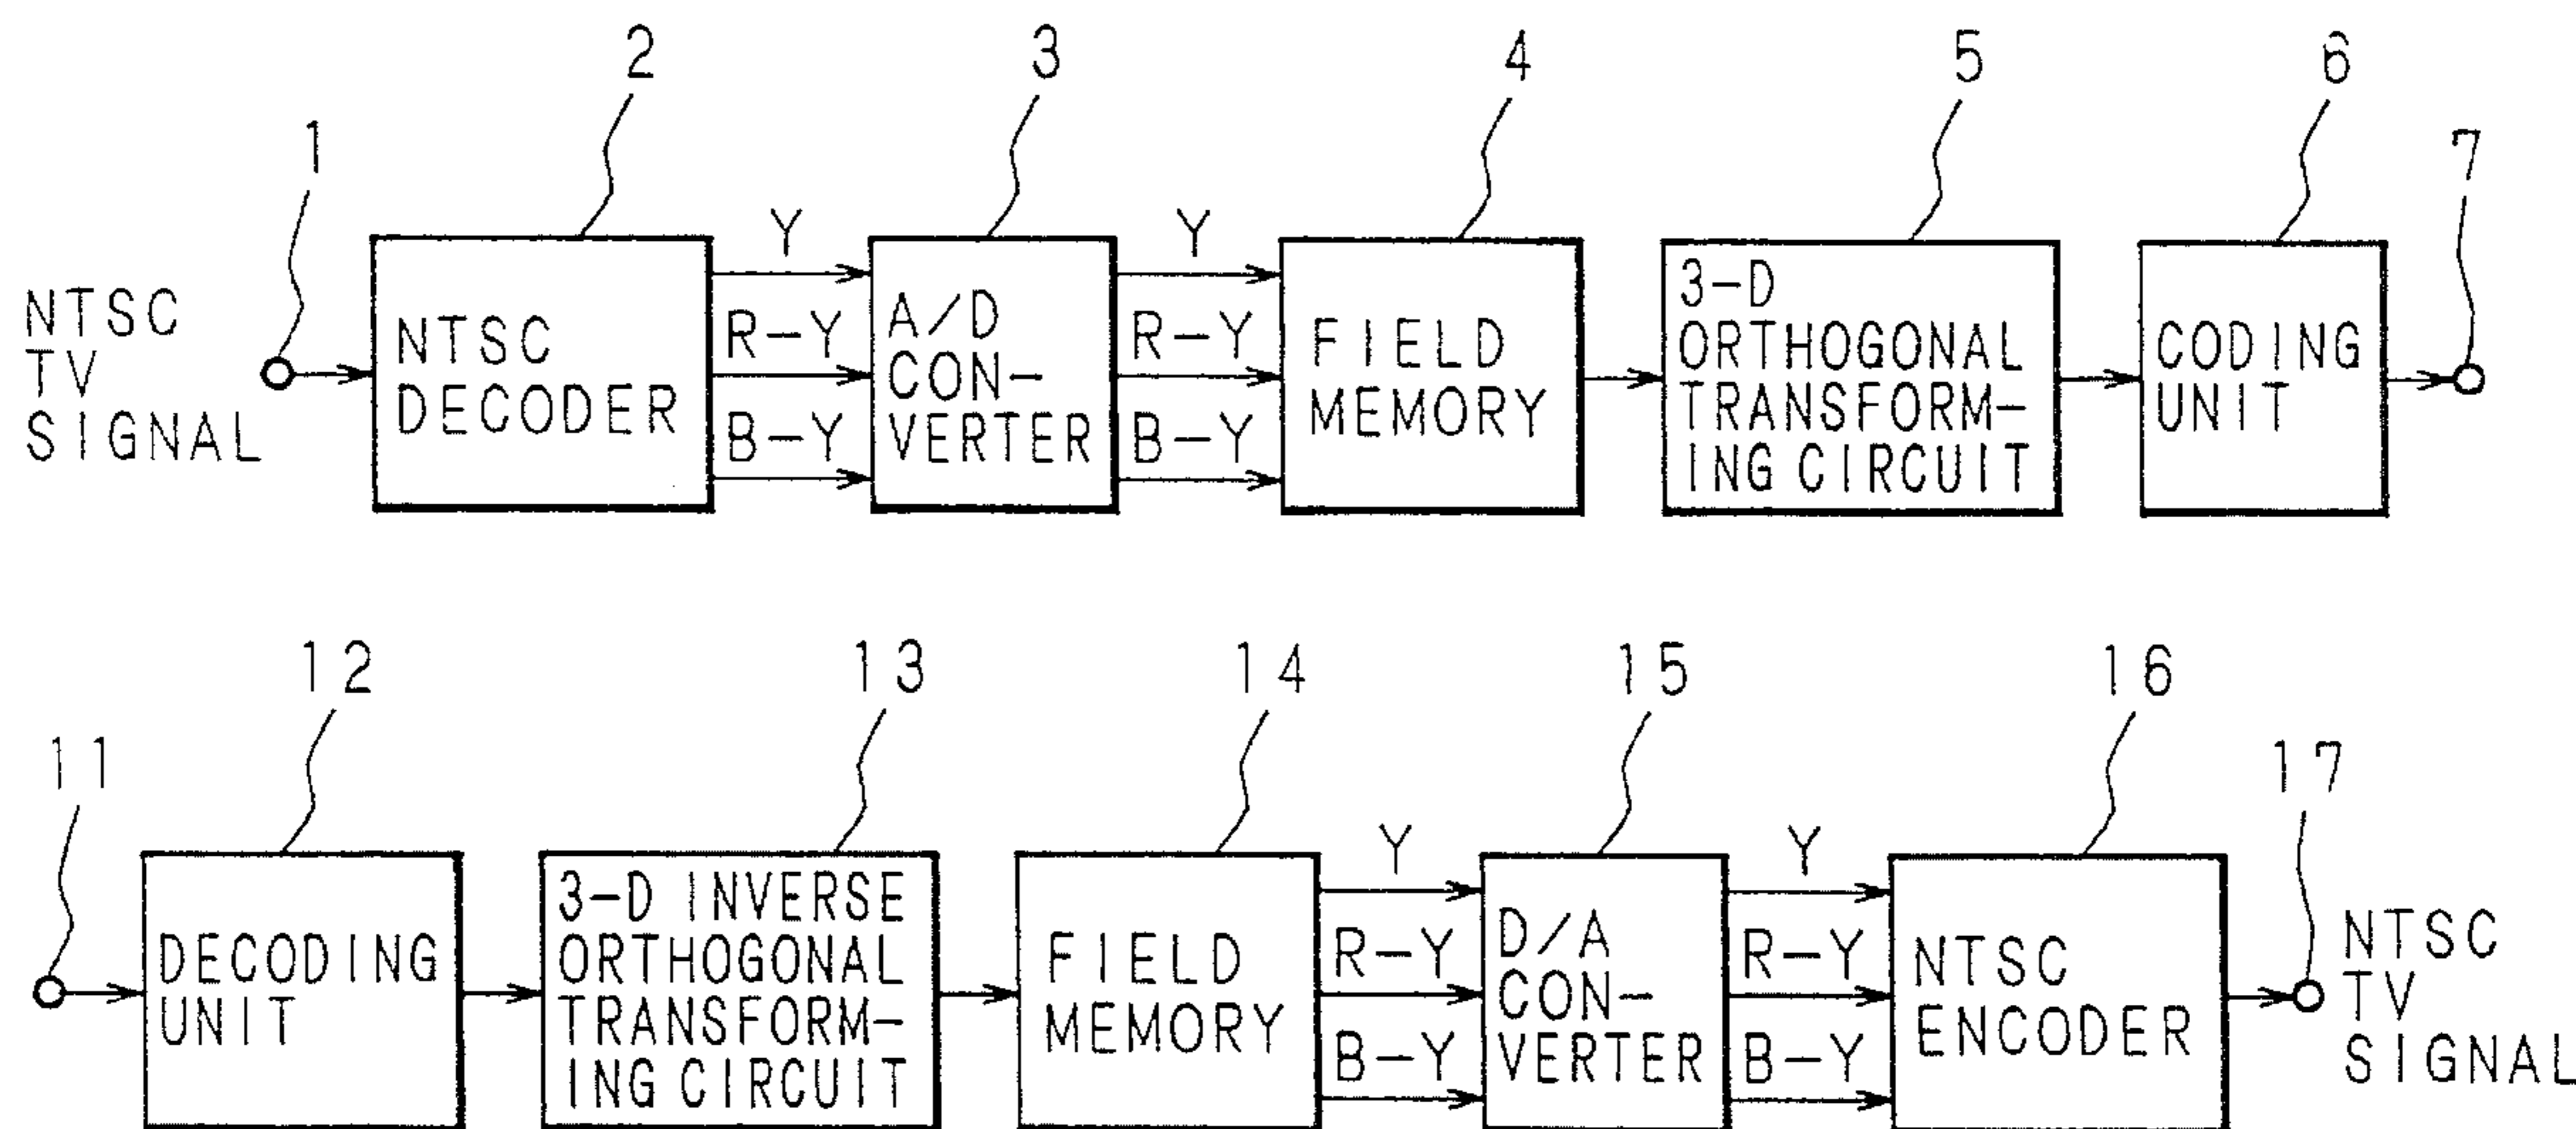 2
3
4
5
6
1
7
NTSC
TV
SIGNAL
NTSC
DECODER
Y
R-Y
B-Y
A/D
CON-
VERTER
Y
R-Y
B-Y
FIELD
MEMORY
3-D
ORTHOGONAL
TRANSFORM-
ING CIRCUIT
CODING
UNIT
12
13
14
15
16
11
17
DECODING
UNIT
3-D INVERSE
ORTHOGONAL
TRANSFORM-
ING CIRCUIT
FIELD
MEMORY
Y
R-Y
B-Y
D/A
CON-
VERTER
Y
R-Y
B-Y
NTSC
ENCODER
NTSC
TV
SIGNAL